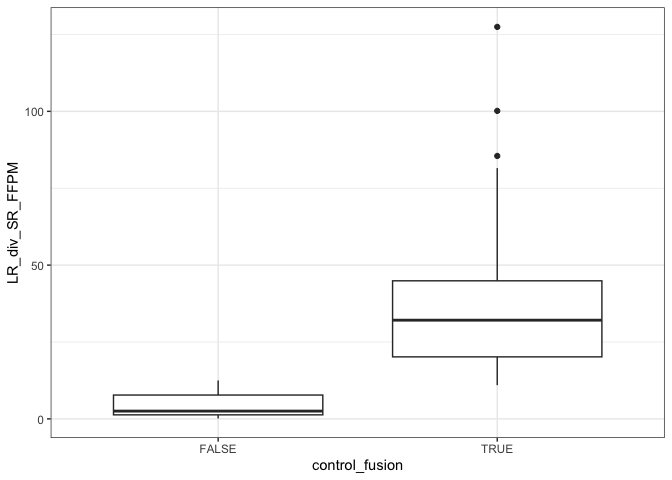 LR_div_SR_FFPM
100
50
0
FALSE
TRUE
control_fusion